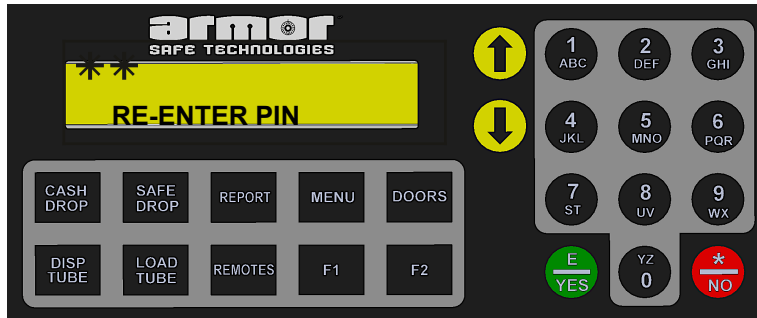 armor
SAFE TECHNOLOGIES
**
RE-ENTER PIN
CASH DROP
SAFE DROP
REPORT
MENU
DOORS
DISP TUBE
LOAD TUBE
REMOTES
F1
F2
1
ABC
2
DEF
3
GHI
4
JKL
5
MNO
6
PQR
7
ST
8
UV
9
WX
E
YES
YZ
0
*
NO